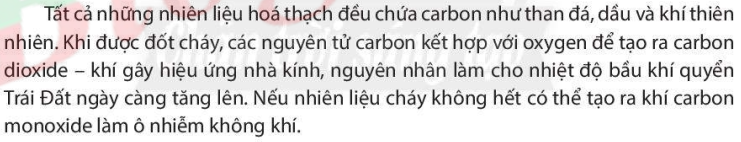 Tất cả những nhiên liệu hoá thạch đều chứa carbon như than đá, dầu và khí thiên
nhiên. Khi được đốt cháy, các nguyên tử carbon kết hợp với oxygen để tạo ra carbon
dioxide – khí gây hiệu ứng nhà kính, nguyên nhân làm cho nhiệt độ bầu khí quyển
Trái Đất ngày càng tăng lên. Nếu nhiên liệu cháy không hết có thể tạo ra khí carbon
monoxide làm ô nhiễm không khí.